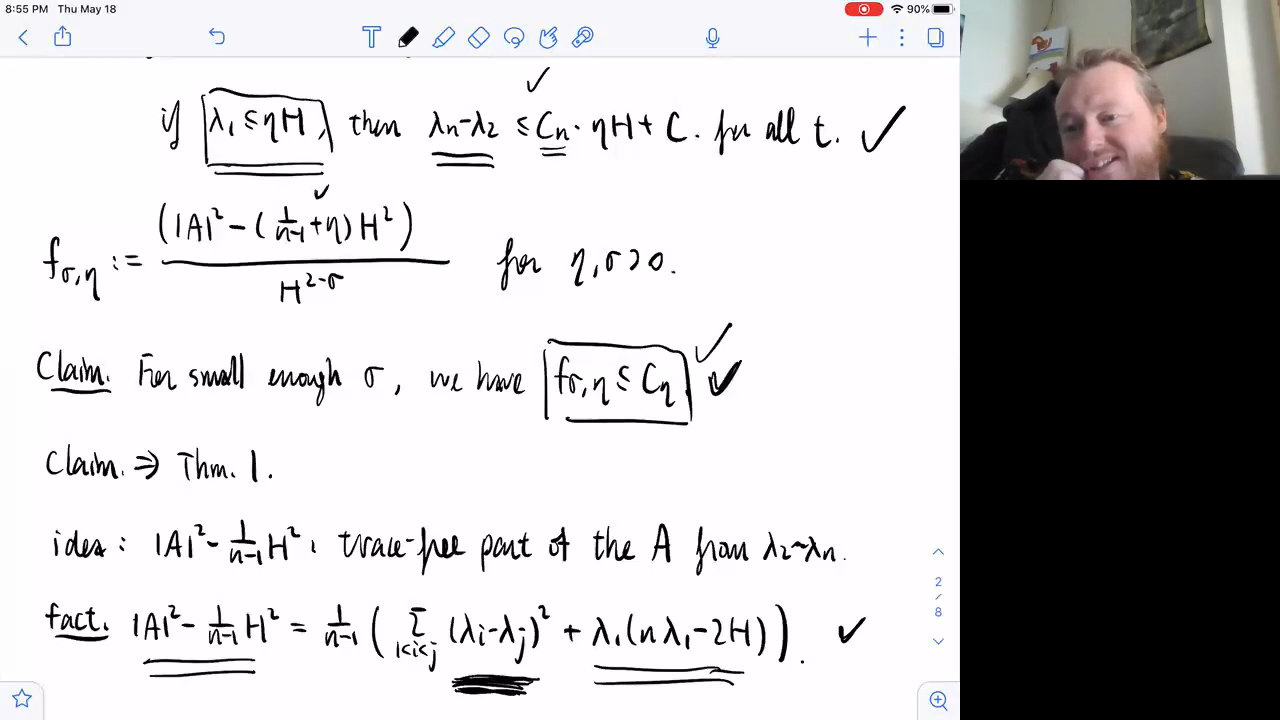 8:55 PM Thu May 18
90%
if λ₁ ≤ ηH, then λn-λ₂ ≤ Cn·ηH + C. for all t.
fσ,η := (|A|² - (1/(n-1) + η) H²) / H^(2-σ) for η,σ>0.
Claim. For small enough σ, we have fσ,η ≤ Cη
Claim. ⇒ Thm. 1.
idea: |A|² - 1/(n-1) H² : trace-free part of the A from λ₂~λn.
fact. |A|² - 1/(n-1) H² = 1/(n-1) ( Σ_{1<i<j} (λi-λj)² + λ₁(nλ₁-2H) ).
2
/
8